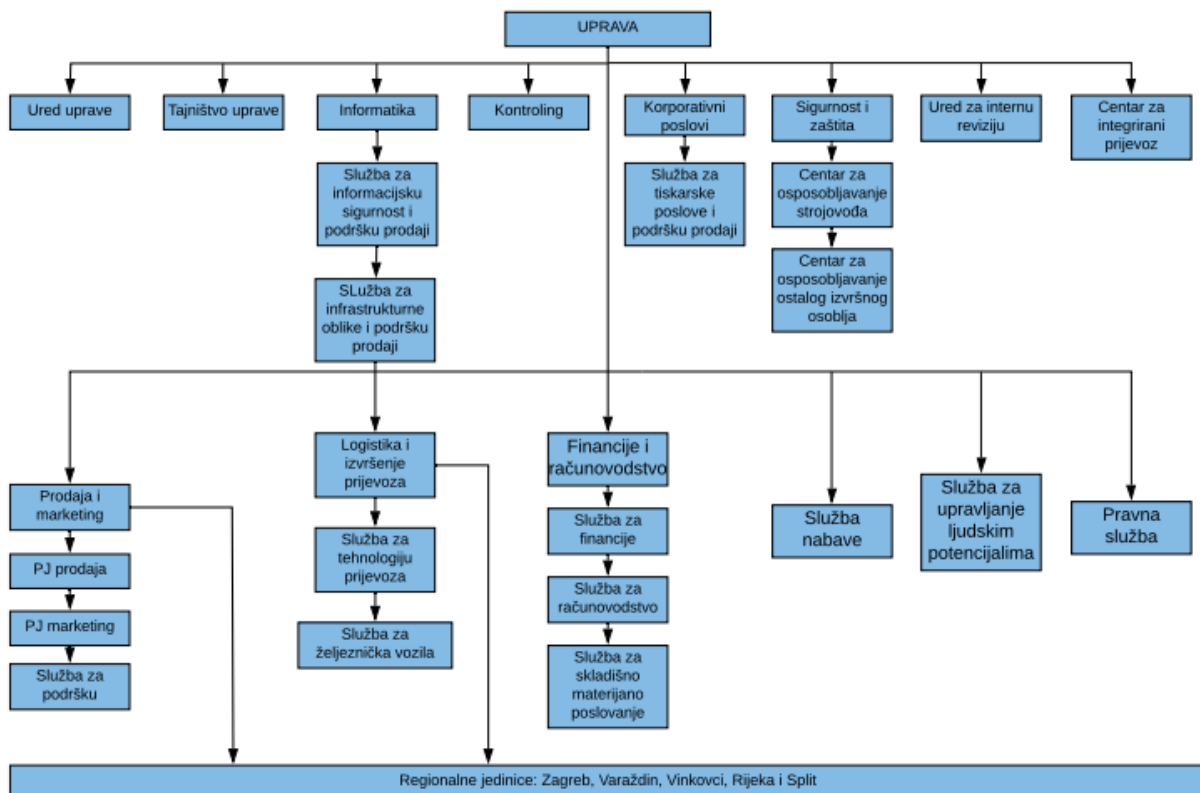 UPRAVA
Ured uprave
Tajništvo uprave
Informatika
Kontroling
Korporativni
poslovi
Sigurnost i
zaštita
Ured za internu
reviziju
Centar za
integrirani
prijevoz
Služba za
informacijsku
sigurnost i
podršku prodaji
Služba za
tiskarske
poslove i
podršku prodaji
Centar za
osposobljavanje
strojovođa
Centar za
osposobljavanje
ostalog izvršnog
osoblja
SLužba za
infrastrukturne
oblike i podršku
prodaji
Prodaja i
marketing
Logistika i
izvršenje
prijevoza
Financije i
računovodstvo
Služba
nabave
Služba za
upravljanje
ljudskim
potencijalima
Pravna
služba
PJ prodaja
PJ marketing
Služba za
podršku
Služba za
tehnologiju
prijevoza
Služba za
željeznička vozila
Služba za
financije
Služba za
računovodstvo
Služba za
skladišno
materijano
poslovanje
Regionalne jedinice: Zagreb, Varaždin, Vinkovci, Rijeka i Split